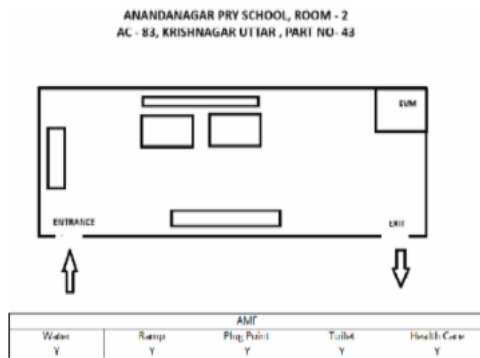 ANANDANAGAR PRY SCHOOL, ROOM - 2
AC - 83, KRISHNAGAR UTTAR , PART NO- 43
EVM
ENTRANCE
EXIT
AMF
Water Ramp Plug Point Toilet Health Care
Y Y Y Y Y